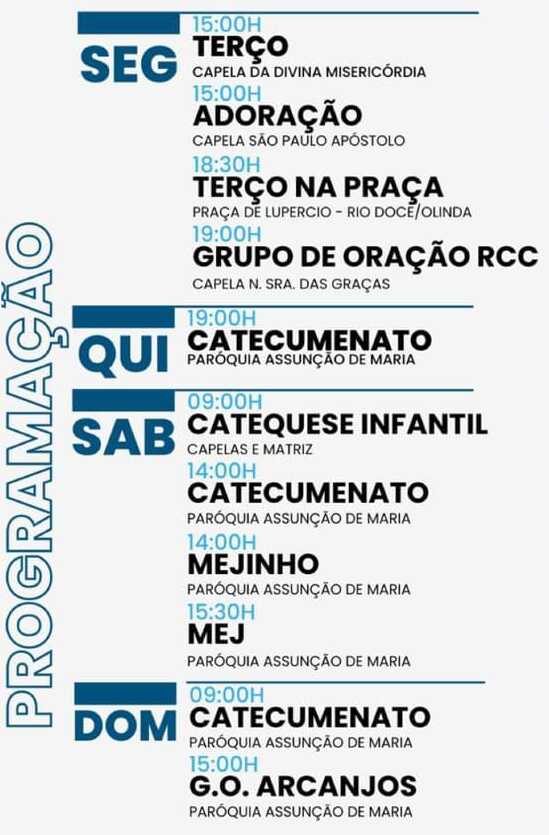 PROGRAMAÇÃO
SEG
15:00H
TERÇO
CAPELA DA DIVINA MISERICÓRDIA
15:00H
ADORAÇÃO
CAPELA SÃO PAULO APÓSTOLO
18:30H
TERÇO NA PRAÇA
PRAÇA DE LUPERCIO - RIO DOCE/OLINDA
19:00H
GRUPO DE ORAÇÃO RCC
CAPELA N. SRA. DAS GRAÇAS
QUI
19:00H
CATECUMENATO
PARÓQUIA ASSUNÇÃO DE MARIA
SAB
09:00H
CATEQUESE INFANTIL
CAPELAS E MATRIZ
14:00H
CATECUMENATO
PARÓQUIA ASSUNÇÃO DE MARIA
14:00H
MEJINHO
PARÓQUIA ASSUNÇÃO DE MARIA
15:30H
MEJ
PARÓQUIA ASSUNÇÃO DE MARIA
DOM
09:00H
CATECUMENATO
PARÓQUIA ASSUNÇÃO DE MARIA
15:00H
G.O. ARCANJOS
PARÓQUIA ASSUNÇÃO DE MARIA